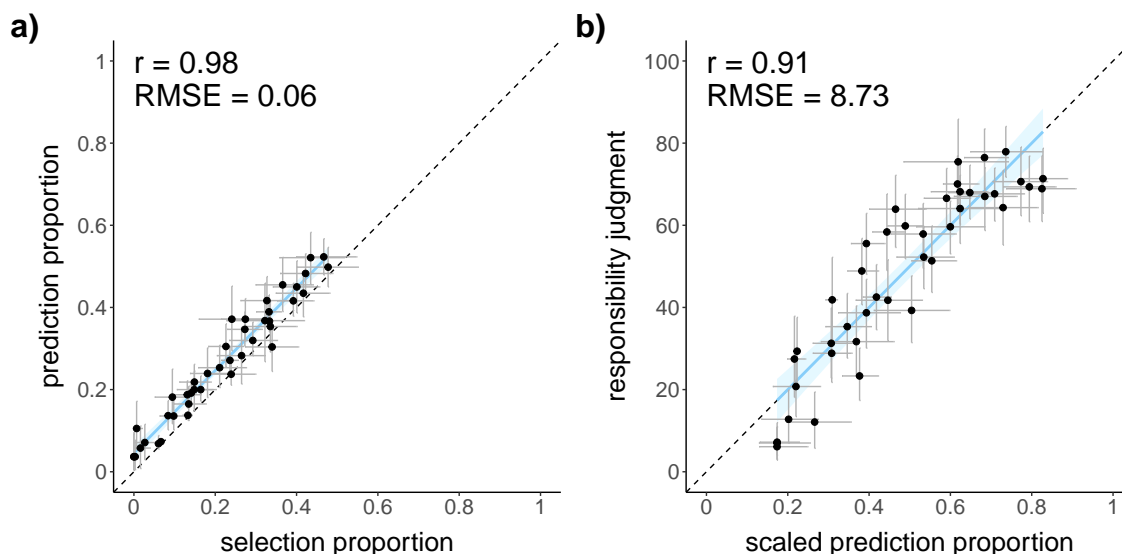 a)
r = 0.98
RMSE = 0.06
prediction proportion
1
0.8
0.6
0.4
0.2
0
0 0.2 0.4 0.6 0.8 1
selection proportion
b)
r = 0.91
RMSE = 8.73
responsibility judgment
100
80
60
40
20
0
0 0.2 0.4 0.6 0.8 1
scaled prediction proportion